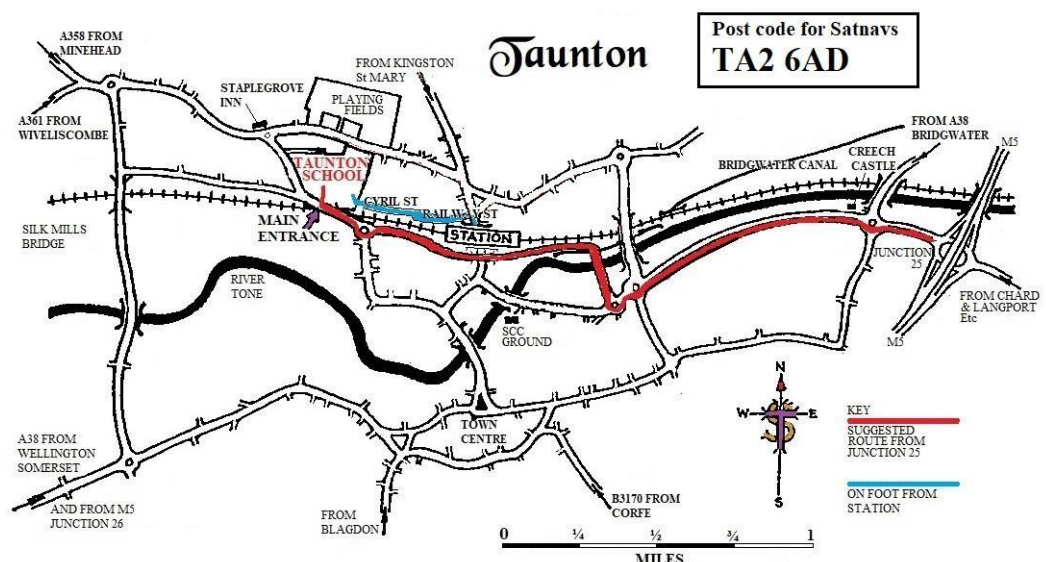 A358 FROM
MINEHEAD
Taunton
Post code for Satnavs
TA2 6AD
FROM KINGSTON
St MARY
STAPLEGROVE
INN
PLAYING
FIELDS
A361 FROM
WIVELISCOMBE
FROM A38
BRIDGWATER
M5
CREECH
CASTLE
BRIDGWATER CANAL
TAUNTON
SCHOOL
CYRIL ST
RAILWAY ST
MAIN
ENTRANCE
STATION
SILK MILLS
BRIDGE
JUNCTION
25
RIVER
TONE
FROM CHARD
& LANGPORT
Etc
SCC
GROUND
M5
N
W
E
S
T
S
KEY
SUGGESTED
ROUTE FROM
JUNCTION 25
TOWN
CENTRE
A38 FROM
WELLINGTON
SOMERSET
ON FOOT FROM
STATION
AND FROM M5
JUNCTION 26
FROM
BLAGDON
B3170 FROM
CORFE
0 ¼ ½ ¾ 1
MILES